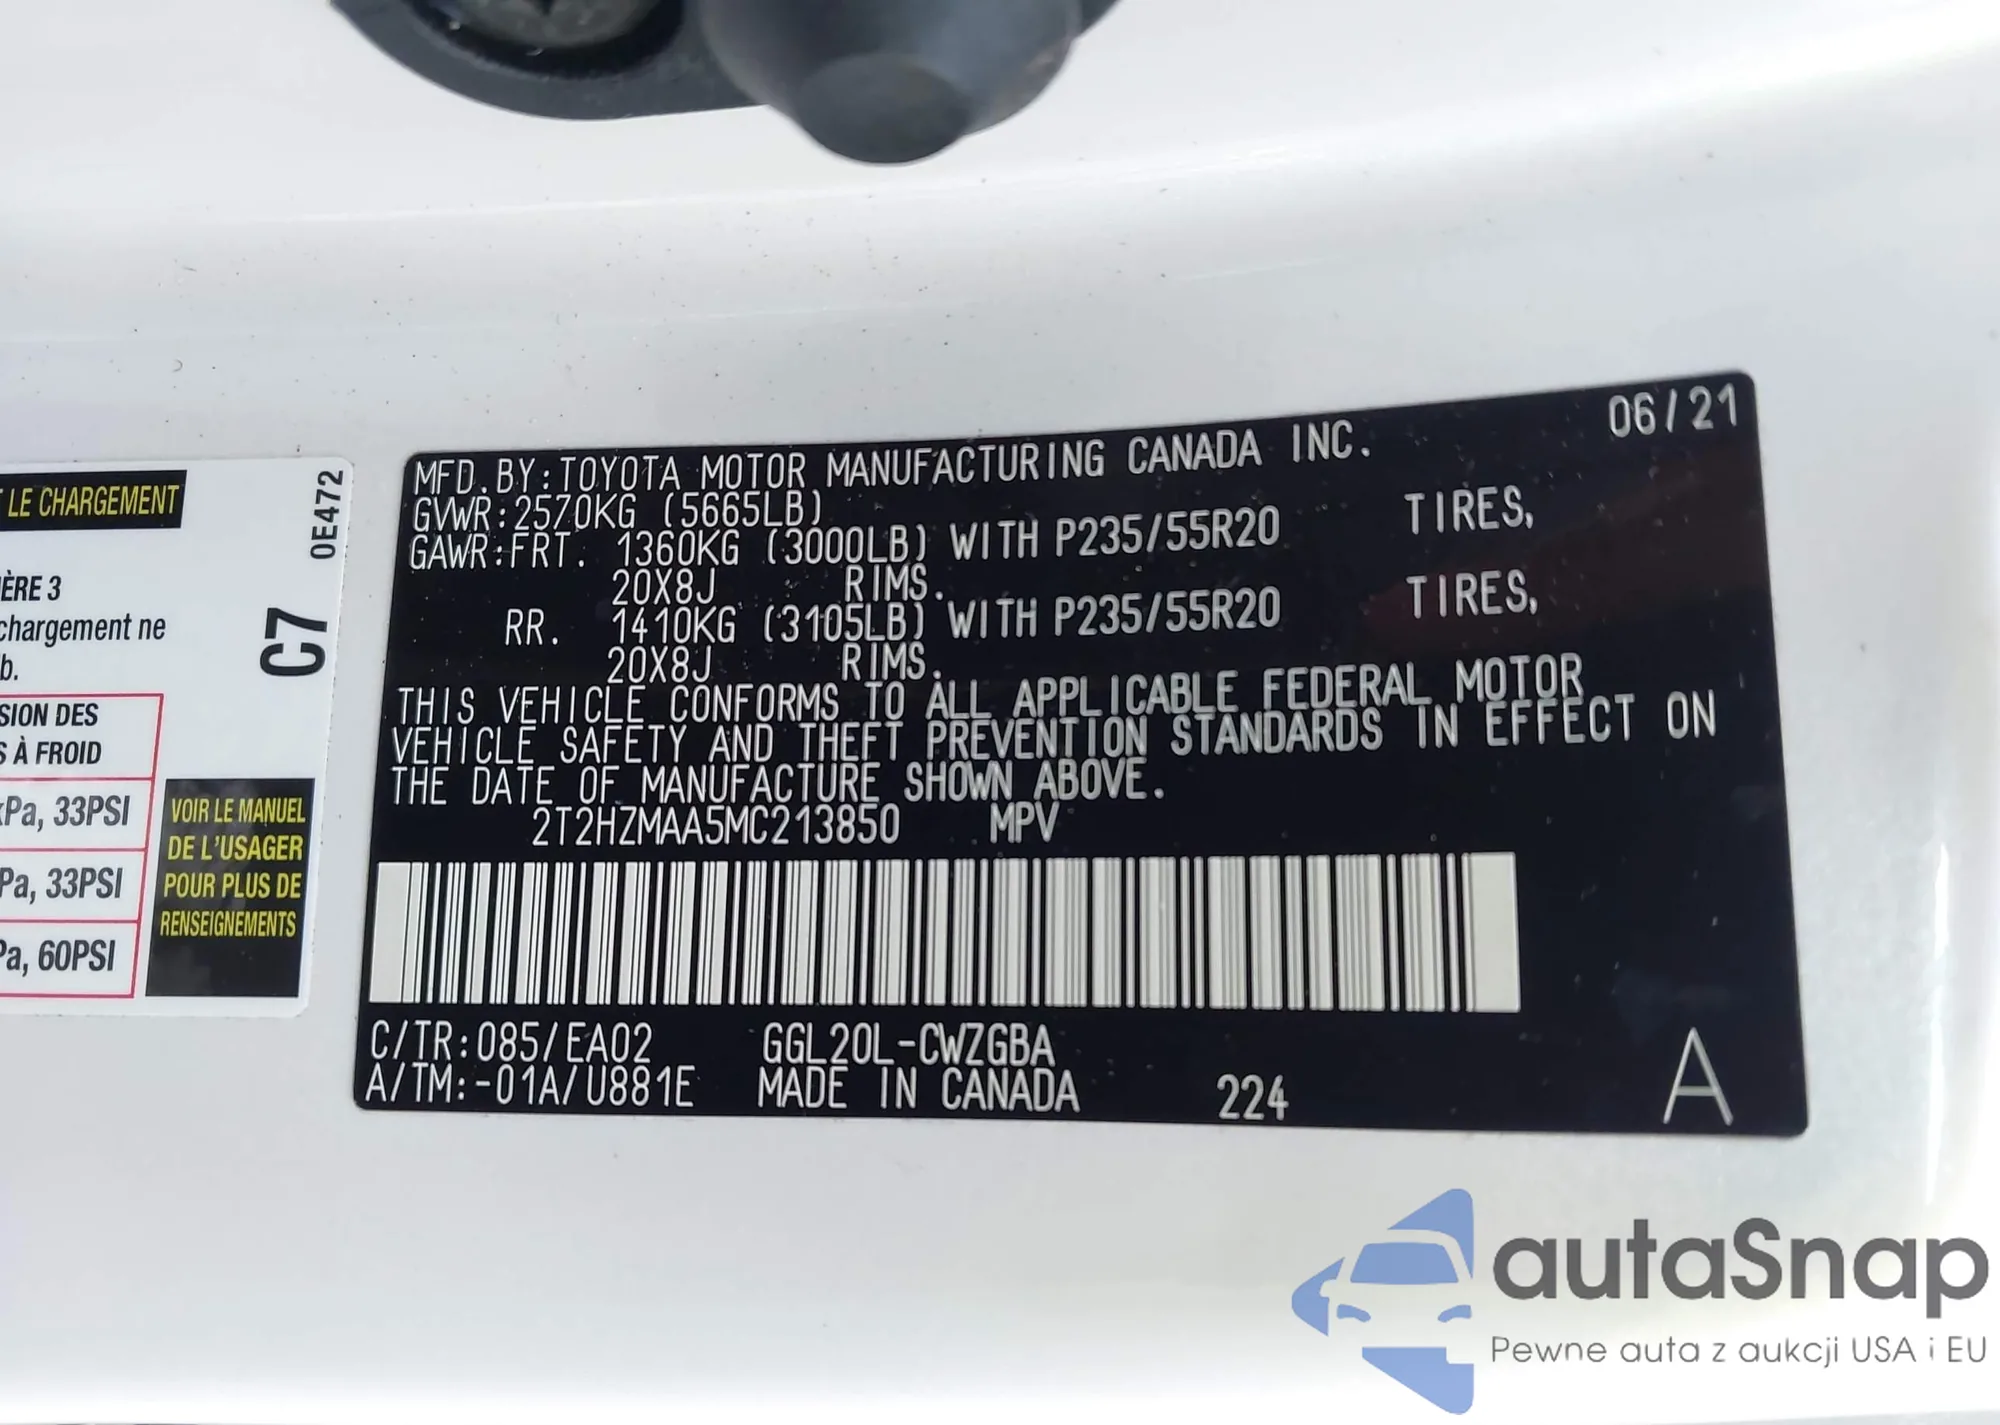 T LE CHARGEMENT
0E472
C7
ÈRE 3
chargement ne
b.
SION DES
S À FROID
kPa, 33PSI
Pa, 33PSI
Pa, 60PSI
VOIR LE MANUEL
DE L'USAGER
POUR PLUS DE
RENSEIGNEMENTS
06/21
MFD.BY:TOYOTA MOTOR MANUFACTURING CANADA INC.
GVWR:2570KG (5665LB)
GAWR:FRT. 1360KG (3000LB) WITH P235/55R20 TIRES,
20X8J RIMS.
RR. 1410KG (3105LB) WITH P235/55R20 TIRES,
20X8J RIMS.
THIS VEHICLE CONFORMS TO ALL APPLICABLE FEDERAL MOTOR
VEHICLE SAFETY AND THEFT PREVENTION STANDARDS IN EFFECT ON
THE DATE OF MANUFACTURE SHOWN ABOVE.
2T2HZMAA5MC213850 MPV
C/TR:085/EA02 GGL20L-CWZGBA
A/TM:-01A/U881E MADE IN CANADA 224 A
autaSnap
Pewne auta z aukcji USA i EU